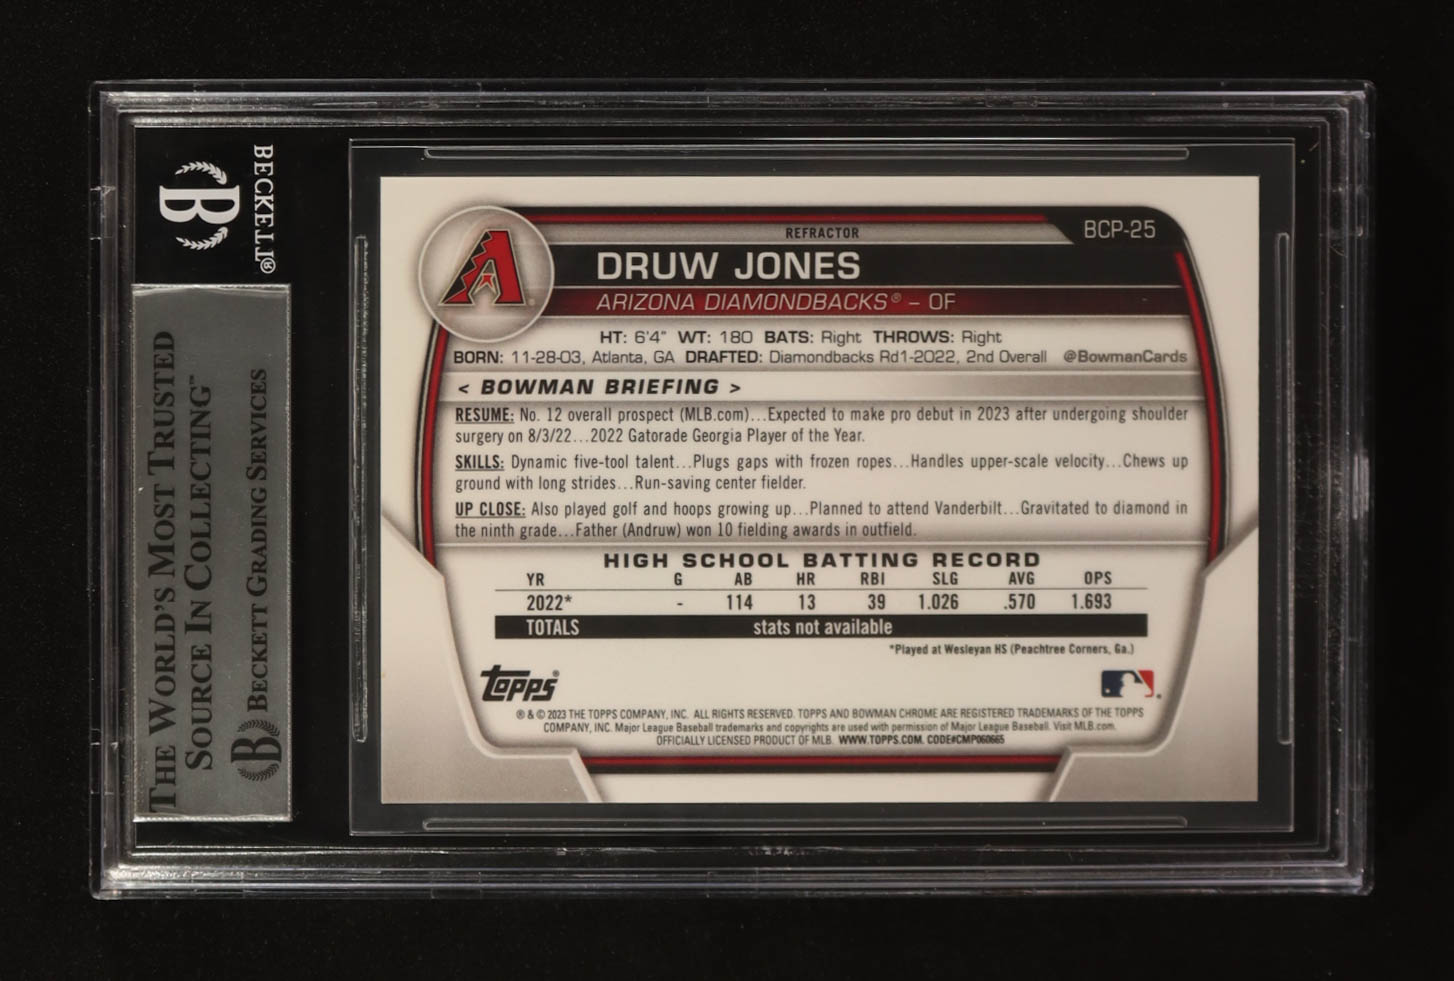 BECKETT®
B
THE WORLD'S MOST TRUSTED
SOURCE IN COLLECTING™
B BECKETT GRADING SERVICES
REFRACTOR
BCP-25
A
DRUW JONES
ARIZONA DIAMONDBACKS® – OF
HT: 6'4" WT: 180 BATS: Right THROWS: Right
BORN: 11-28-03, Atlanta, GA DRAFTED: Diamondbacks Rd1-2022, 2nd Overall @BowmanCards
< BOWMAN BRIEFING >
RESUME: No. 12 overall prospect (MLB.com)...Expected to make pro debut in 2023 after undergoing shoulder
surgery on 8/3/22...2022 Gatorade Georgia Player of the Year.
SKILLS: Dynamic five-tool talent...Plugs gaps with frozen ropes...Handles upper-scale velocity...Chews up
ground with long strides...Run-saving center fielder.
UP CLOSE: Also played golf and hoops growing up...Planned to attend Vanderbilt...Gravitated to diamond in
the ninth grade...Father (Andruw) won 10 fielding awards in outfield.
HIGH SCHOOL BATTING RECORD
YR G AB HR RBI SLG AVG OPS
2022* - 114 13 39 1.026 .570 1.693
TOTALS stats not available
*Played at Wesleyan HS (Peachtree Corners, Ga.)
TOPPS®
® & © 2023 THE TOPPS COMPANY, INC. ALL RIGHTS RESERVED. TOPPS AND BOWMAN CHROME ARE REGISTERED TRADEMARKS OF THE TOPPS
COMPANY, INC. Major League Baseball trademarks and copyrights are used with permission of Major League Baseball. Visit MLB.com.
OFFICIALLY LICENSED PRODUCT OF MLB. WWW.TOPPS.COM. CODE#CMP060665